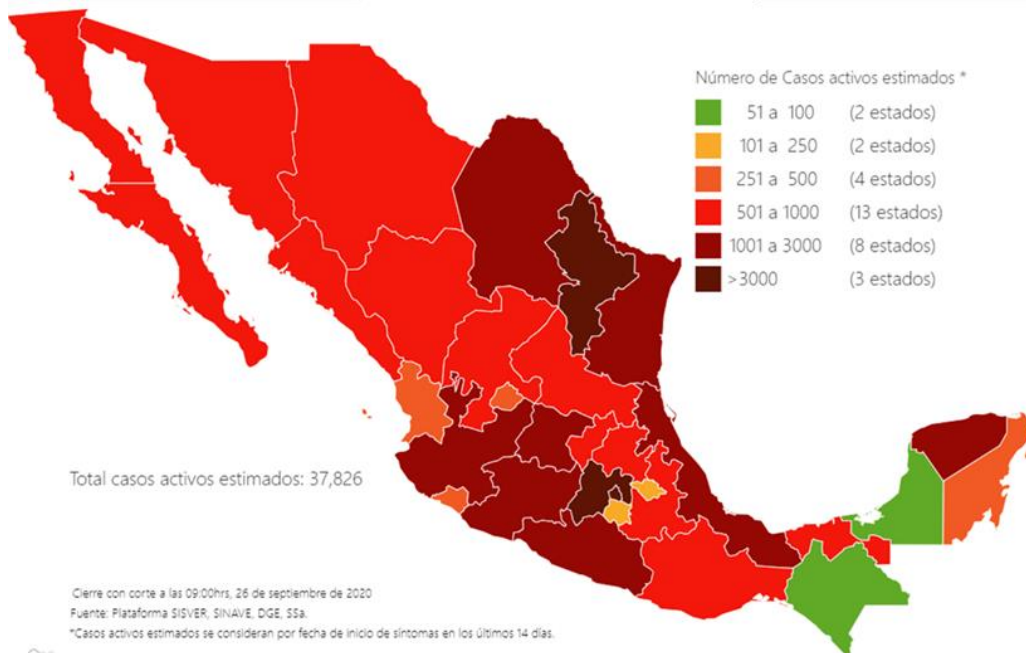 Número de Casos activos estimados *
51 a 100 (2 estados)
101 a 250 (2 estados)
251 a 500 (4 estados)
501 a 1000 (13 estados)
1001 a 3000 (8 estados)
>3000 (3 estados)
Total casos activos estimados: 37,826
Cierre con corte a las 09:00hrs, 26 de septiembre de 2020
Fuente: Plataforma SISVER, SINAVE, DGE, SSa.
*Casos activos estimados se consideran por fecha de inicio de síntomas en los últimos 14 días.